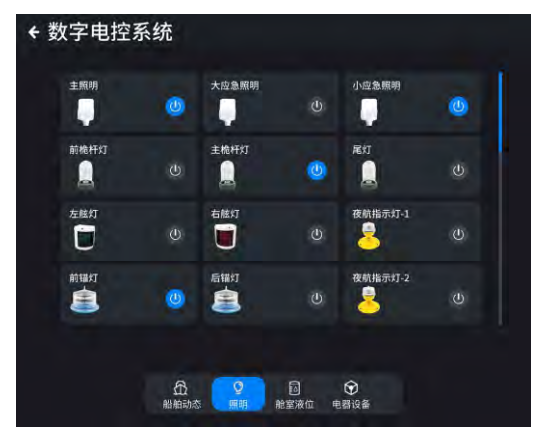 数字电控系统
主照明 大应急照明 小应急照明
前桅杆灯 主桅杆灯 尾灯
左舷灯 右舷灯 夜航指示灯-1
前锚灯 后锚灯 夜航指示灯-2
船舶动态 照明 舱室液位 电器设备